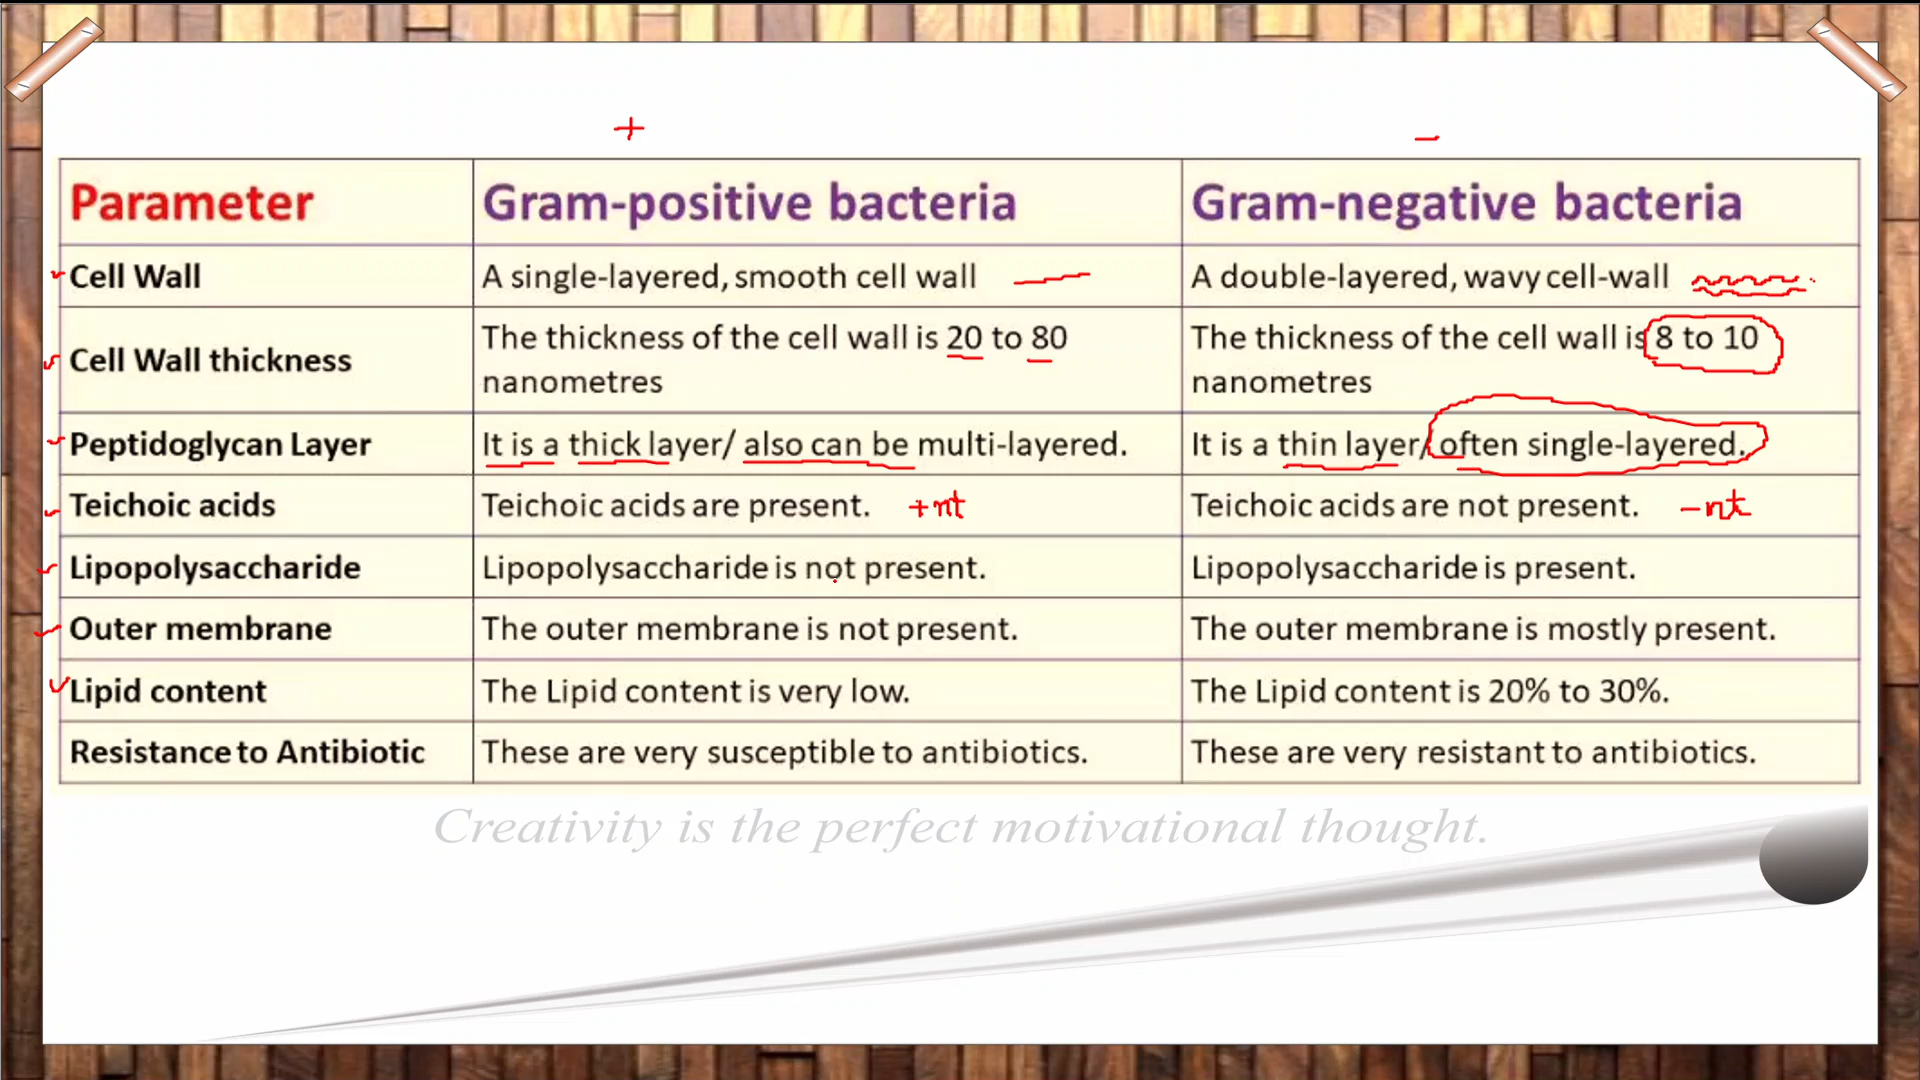 + −
Parameter Gram-positive bacteria Gram-negative bacteria
Cell Wall A single-layered, smooth cell wall A double-layered, wavy cell-wall
Cell Wall thickness The thickness of the cell wall is 20 to 80 The thickness of the cell wall is 8 to 10
nanometres nanometres
Peptidoglycan Layer It is a thick layer/ also can be multi-layered. It is a thin layer/ often single-layered.
Teichoic acids Teichoic acids are present. +nt Teichoic acids are not present. −nt
Lipopolysaccharide Lipopolysaccharide is not present. Lipopolysaccharide is present.
Outer membrane The outer membrane is not present. The outer membrane is mostly present.
Lipid content The Lipid content is very low. The Lipid content is 20% to 30%.
Resistance to Antibiotic These are very susceptible to antibiotics. These are very resistant to antibiotics.
Creativity is the perfect motivational thought.